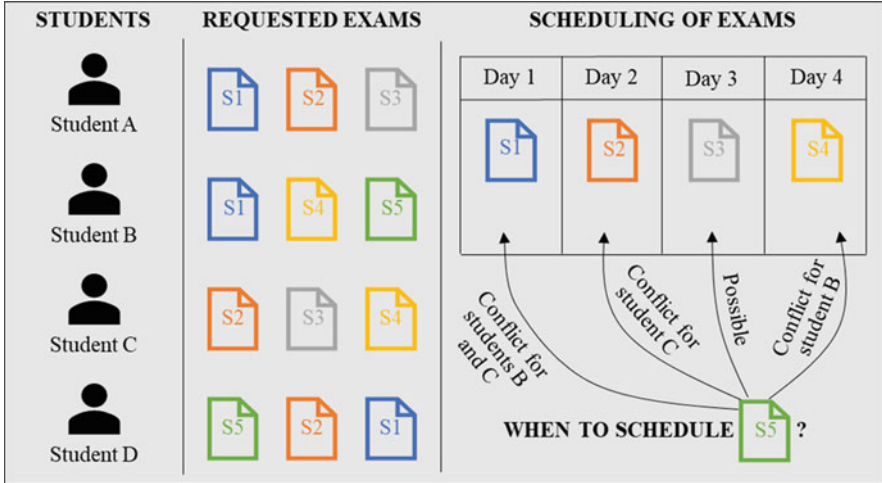 STUDENTS
REQUESTED EXAMS
SCHEDULING OF EXAMS
Student A
S1 S2 S3
Student B
S1 S4 S5
Student C
S2 S3 S4
Student D
S5 S2 S1
Day 1 Day 2 Day 3 Day 4
S1 S2 S3 S4
Conflict for
students B
and C
Conflict for
student C
Possible
Conflict for
student B
WHEN TO SCHEDULE S5 ?